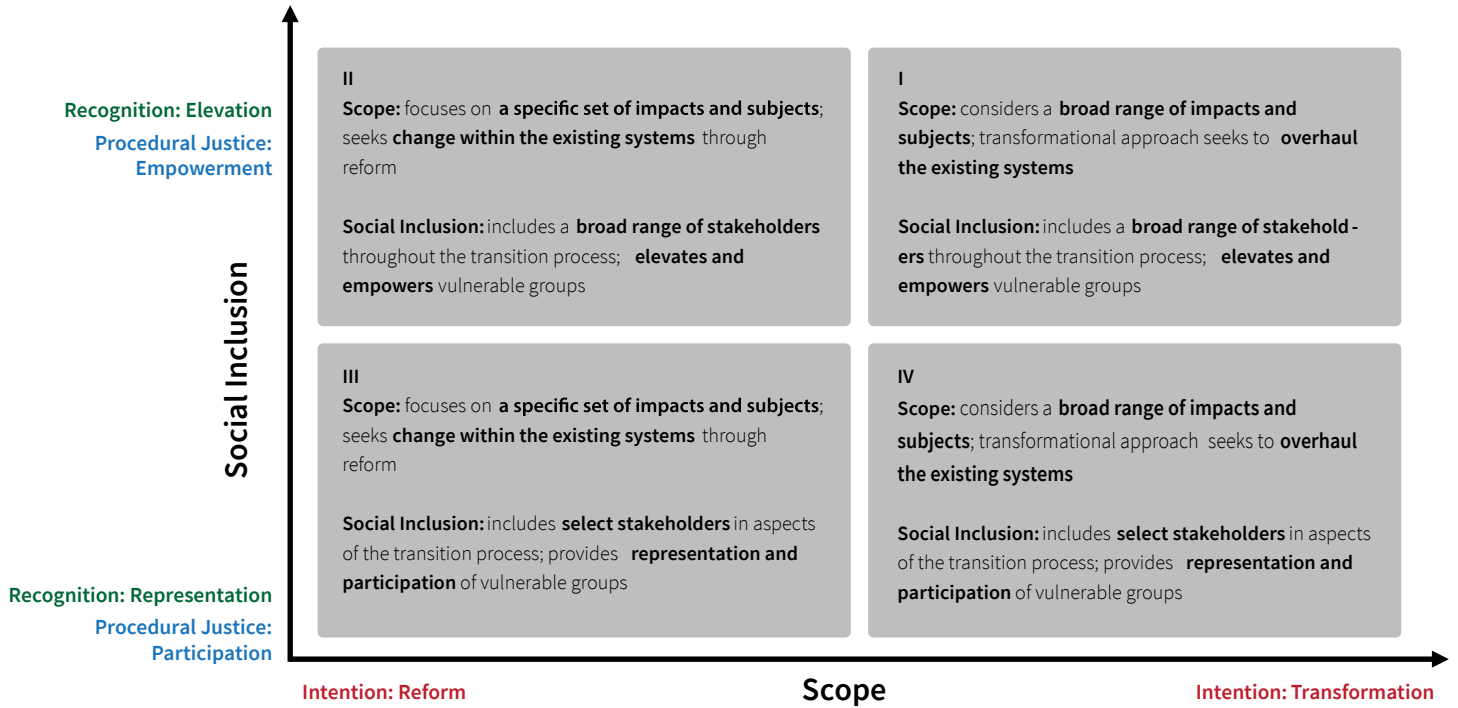 Recognition: Elevation
Procedural Justice:
Empowerment
Social Inclusion
Recognition: Representation
Procedural Justice:
Participation
II
Scope: focuses on a specific set of impacts and subjects;
seeks change within the existing systems through
reform
Social Inclusion: includes a broad range of stakeholders
throughout the transition process; elevates and
empowers vulnerable groups
I
Scope: considers a broad range of impacts and
subjects; transformational approach seeks to overhaul
the existing systems
Social Inclusion: includes a broad range of stakehold-
ers throughout the transition process; elevates and
empowers vulnerable groups
III
Scope: focuses on a specific set of impacts and subjects;
seeks change within the existing systems through
reform
Social Inclusion: includes select stakeholders in aspects
of the transition process; provides representation and
participation of vulnerable groups
IV
Scope: considers a broad range of impacts and
subjects; transformational approach seeks to overhaul
the existing systems
Social Inclusion: includes select stakeholders in aspects
of the transition process; provides representation and
participation of vulnerable groups
Intention: Reform
Scope
Intention: Transformation